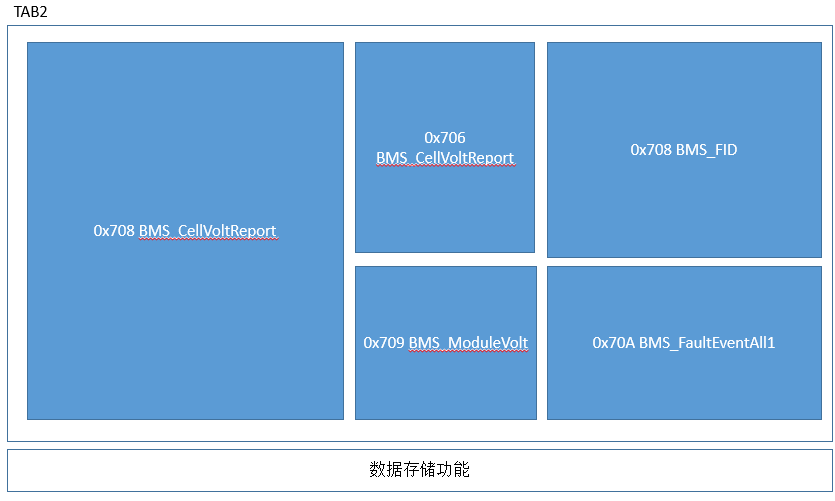 TAB2
0x708 BMS_CellVoltReport
0x706
BMS_CellVoltReport
0x708 BMS_FID
0x709 BMS_ModuleVolt
0x70A BMS_FaultEventAll1
数据存储功能